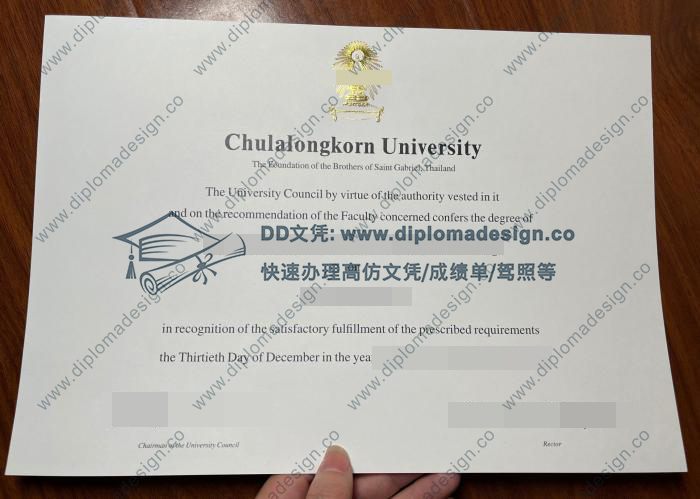 Chulalongkorn University
The Foundation of the Brothers of Saint Gabriel, Thailand
The University Council by virtue of the authority vested in it
and on the recommendation of the Faculty concerned confers the degree of
DD文凭: www.diplomadesign.co
快速办理高仿文凭/成绩单/驾照等
in recognition of the satisfactory fulfillment of the prescribed requirements
the Thirtieth Day of December in the yea
Chairman of the University Council
Rector
www.diplomadesign.co